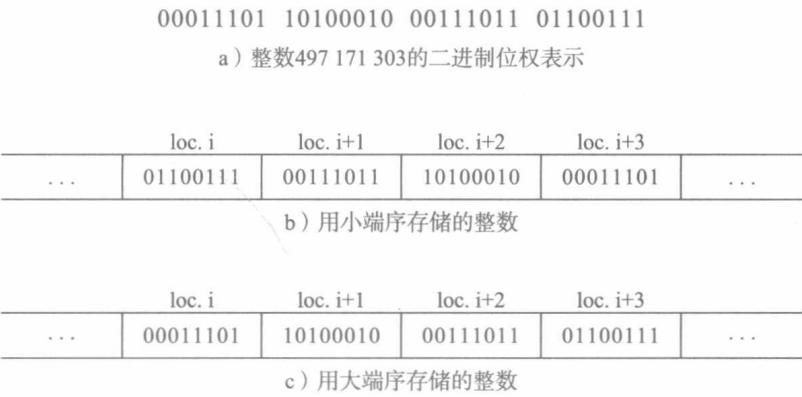 00011101 10100010 00111011 01100111
a）整数497 171 303的二进制位权表示
loc. i loc. i+1 loc. i+2 loc. i+3
... 01100111 00111011 10100010 00011101 ...
b）用小端序存储的整数
loc. i loc. i+1 loc. i+2 loc. i+3
... 00011101 10100010 00111011 01100111 ...
c）用大端序存储的整数